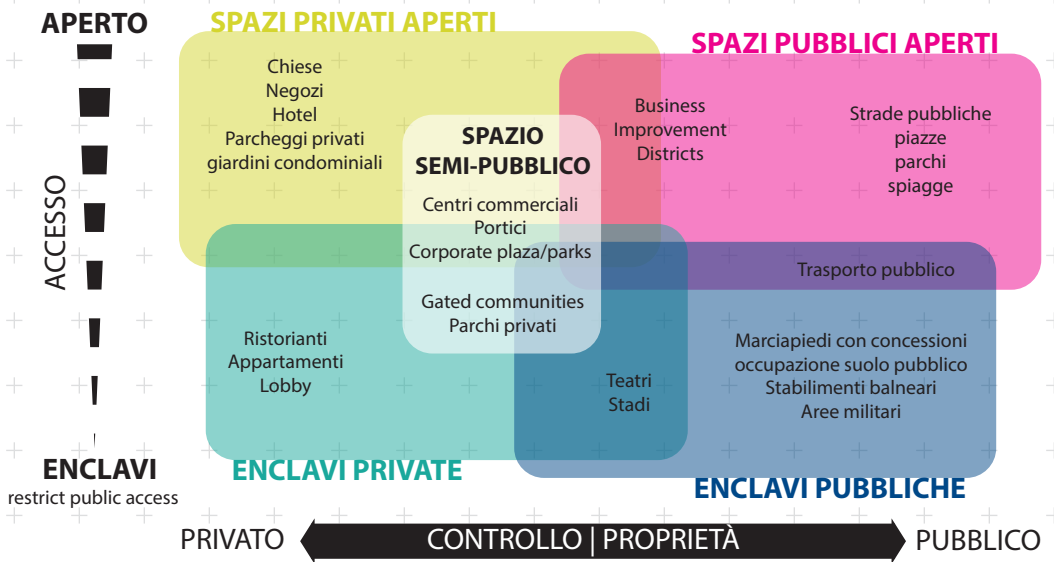 APERTO
SPAZI PRIVATI APERTI
SPAZI PUBBLICI APERTI
Chiese
Negozi
Hotel
Parcheggi privati
giardini condominiali
SPAZIO
SEMI-PUBBLICO
Centri commerciali
Portici
Corporate plaza/parks
Gated communities
Parchi privati
Business
Improvement
Districts
Strade pubbliche
piazze
parchi
spiagge
Trasporto pubblico
ACCESSO
Ristorianti
Appartamenti
Lobby
Teatri
Stadi
Marciapiedi con concessioni
occupazione suolo pubblico
Stabilimenti balneari
Aree militari
ENCLAVI
restrict public access
ENCLAVI PRIVATE
ENCLAVI PUBBLICHE
PRIVATO
CONTROLLO | PROPRIETÀ
PUBBLICO